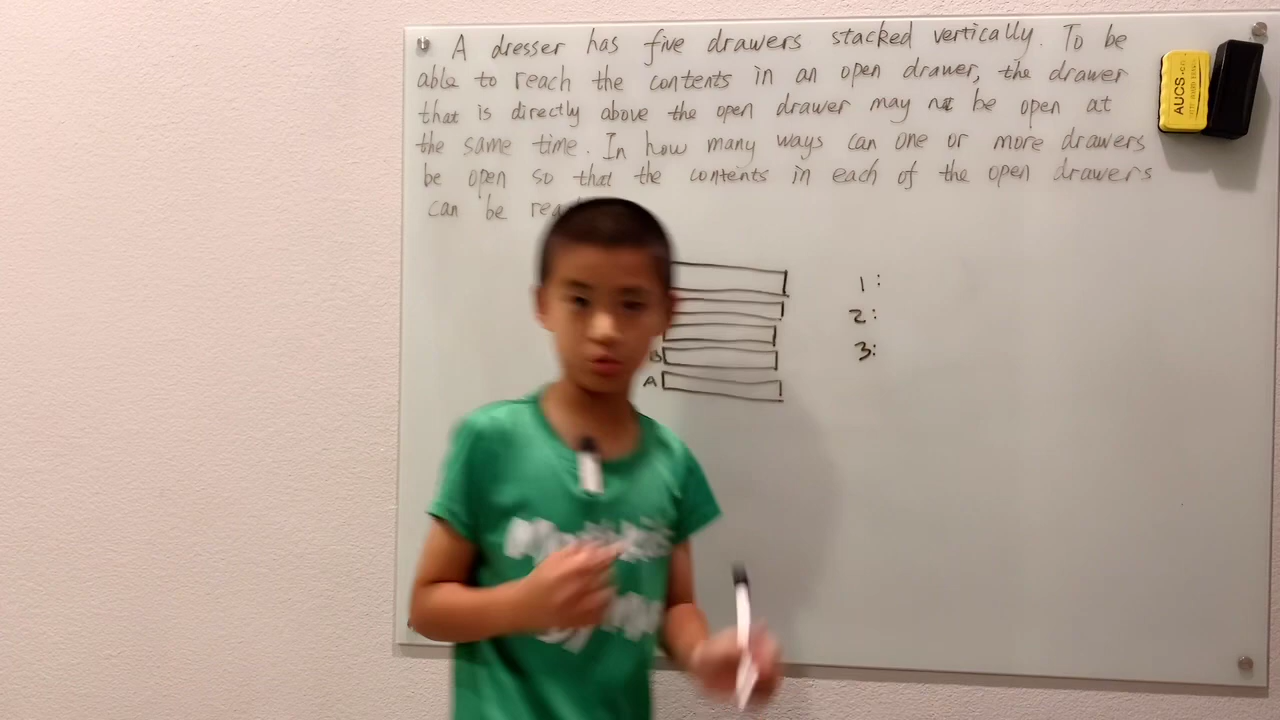 A dresser has five drawers stacked vertically. To be
able to reach the contents in an open drawer, the drawer
that is directly above the open drawer may not be open at
the same time. In how many ways can one or more drawers
be open so that the contents in each of the open drawers
can be
1:
2:
3:
B
A
AUCS